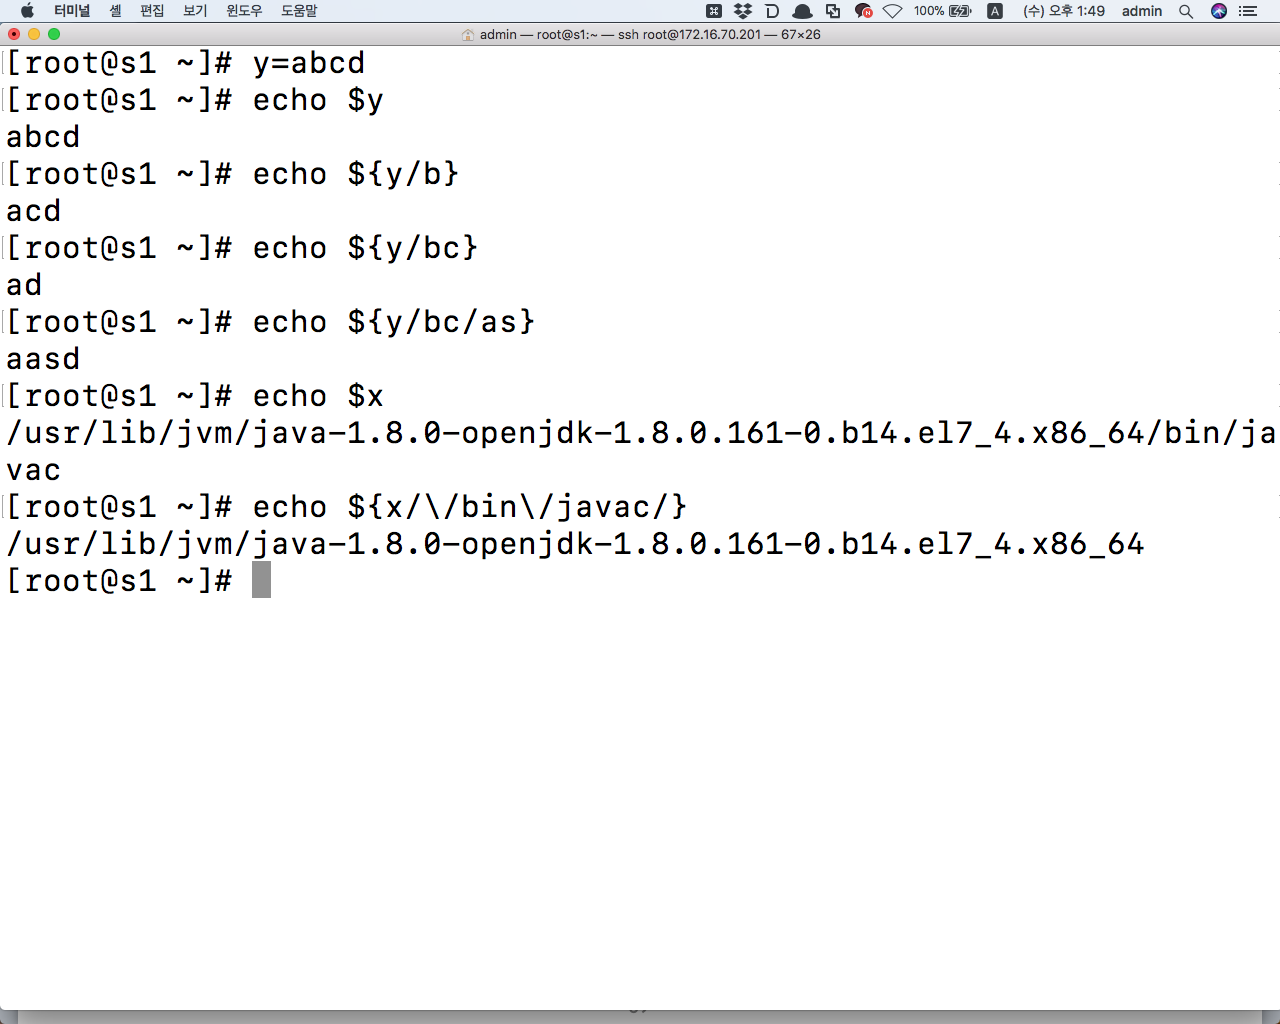 터미널 셸 편집 보기 윈도우 도움말 100% A (수) 오후 1:49 admin
admin — root@s1:~ — ssh root@172.16.70.201 — 67×26
[root@s1 ~]# y=abcd
[root@s1 ~]# echo $y
abcd
[root@s1 ~]# echo ${y/b}
acd
[root@s1 ~]# echo ${y/bc}
ad
[root@s1 ~]# echo ${y/bc/as}
aasd
[root@s1 ~]# echo $x
/usr/lib/jvm/java-1.8.0-openjdk-1.8.0.161-0.b14.el7_4.x86_64/bin/ja
vac
[root@s1 ~]# echo ${x/\/bin\/javac/}
/usr/lib/jvm/java-1.8.0-openjdk-1.8.0.161-0.b14.el7_4.x86_64
[root@s1 ~]#